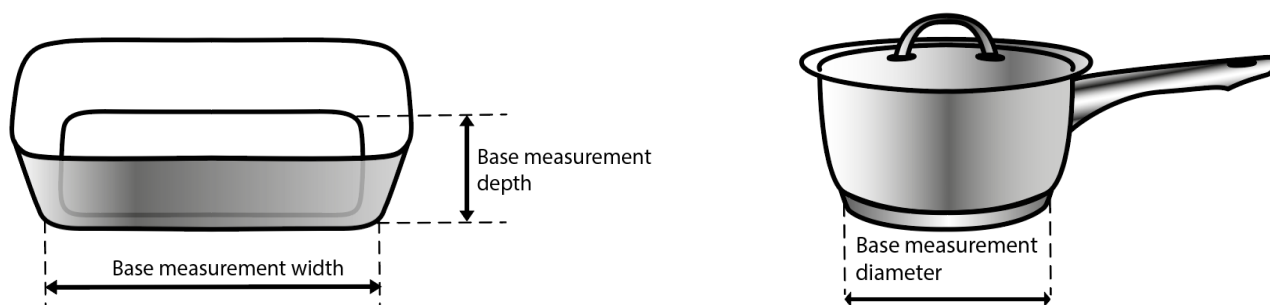 Base measurement
depth
Base measurement width
Base measurement
diameter